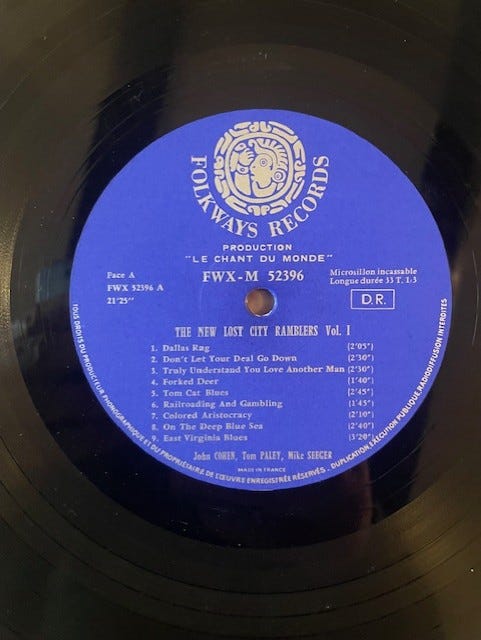 FOLKWAYS RECORDS
PRODUCTION
"LE CHANT DU MONDE"
Face A
FWX 52396 A
21'25"
FWX-M 52396
Microsillon incassable
Longue durée 33 T. 1/3
D.R.
THE NEW LOST CITY RAMBLERS Vol. I
1. Dallas Rag (2'05")
2. Don't Let Your Deal Go Down (2'30")
3. Truly Understand You Love Another Man (2'30")
4. Forked Deer (1'40")
5. Tom Cat Blues (2'45")
6. Railroading And Gambling (1'45")
7. Colored Aristocracy (2'10")
8. On The Deep Blue Sea (2'40")
9. East Virginia Blues (3'20")
John COHEN, Tom PALEY, Mike SEEGER
MADE IN FRANCE
TOUS DROITS DU PRODUCTEUR PHONOGRAPHIQUE ET DU PROPRIÉTAIRE DE L'ŒUVRE ENREGISTRÉE RÉSERVÉS - DUPLICATION, EXÉCUTION PUBLIQUE, RADIODIFFUSION INTERDITES